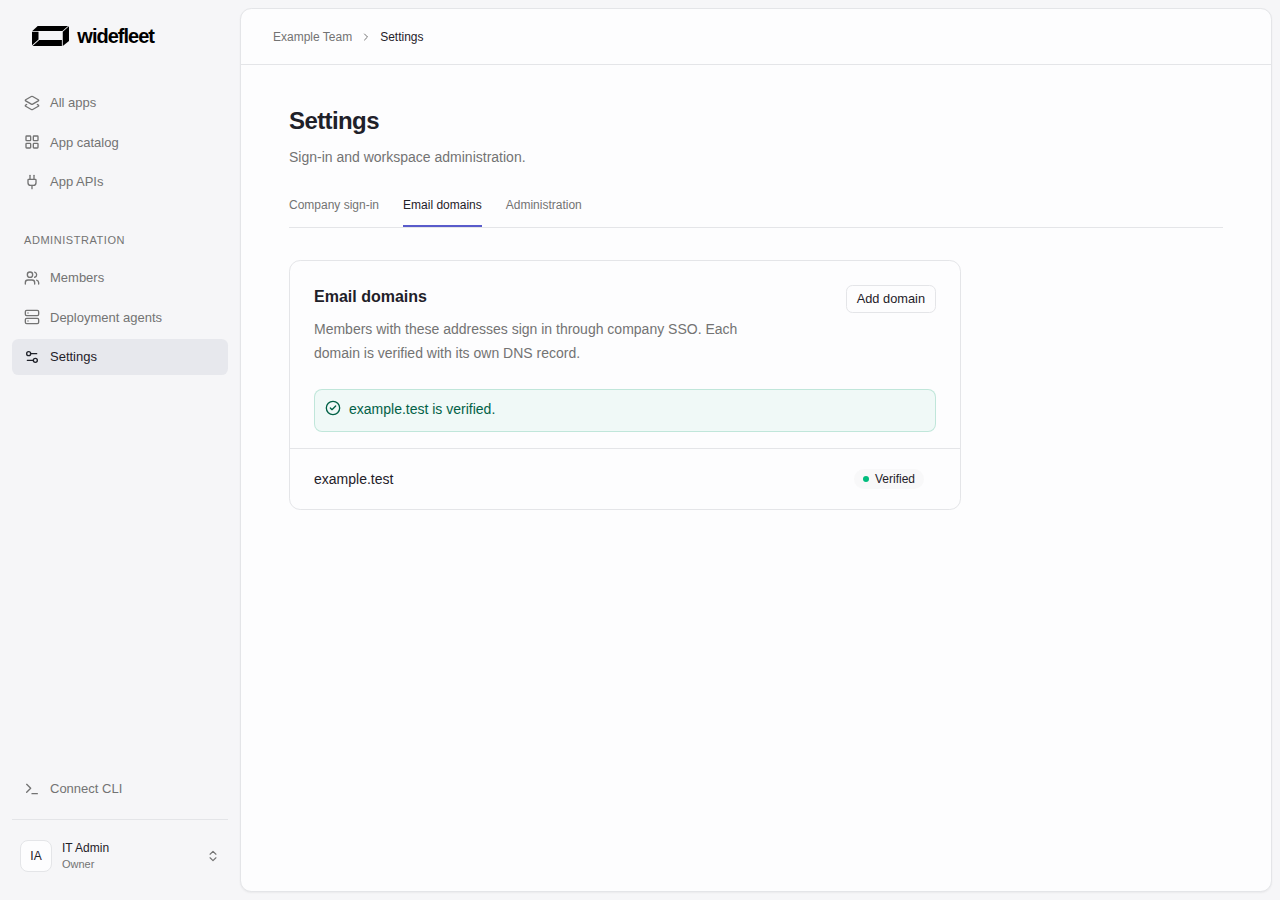 widefleet
All apps
App catalog
App APIs
ADMINISTRATION
Members
Deployment agents
Settings
Connect CLI
IA
IT Admin
Owner
Example Team
Settings
Settings
Sign-in and workspace administration.
Company sign-in
Email domains
Administration
Email domains
Add domain
Members with these addresses sign in through company SSO. Each
domain is verified with its own DNS record.
example.test is verified.
example.test
Verified